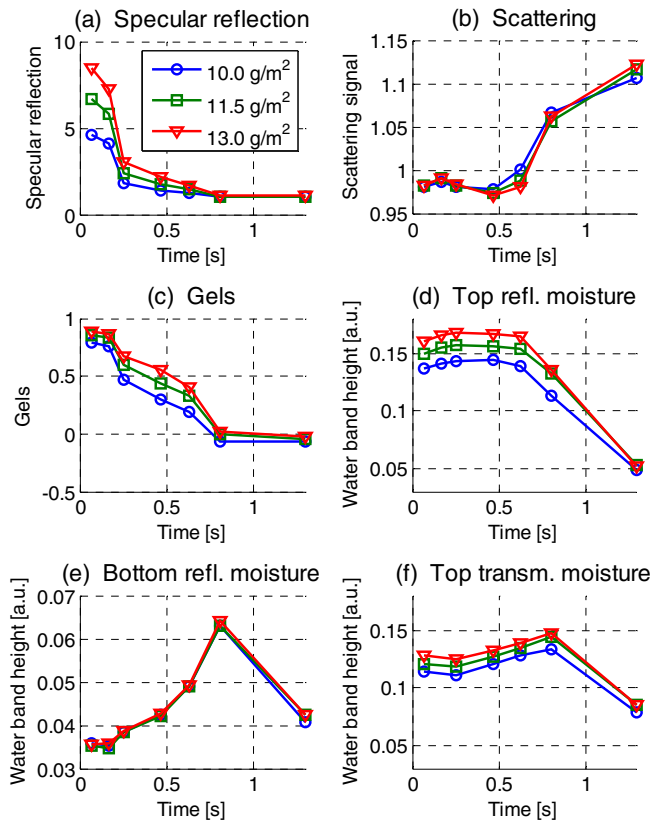 (a) Specular reflection
10
5
0
Specular reflection
10.0 g/m²
11.5 g/m²
13.0 g/m²
0 0.5 1
Time [s]
(b) Scattering
1.15
1.1
1.05
1
0.95
Scattering signal
0 0.5 1
Time [s]
(c) Gels
1
0.5
0
-0.5
Gels
0 0.5 1
Time [s]
(d) Top refl. moisture
0.15
0.1
0.05
Water band height [a.u.]
0 0.5 1
Time [s]
(e) Bottom refl. moisture
0.07
0.06
0.05
0.04
0.03
Water band height [a.u.]
0 0.5 1
Time [s]
(f) Top transm. moisture
0.15
0.1
0.05
Water band height [a.u.]
0 0.5 1
Time [s]